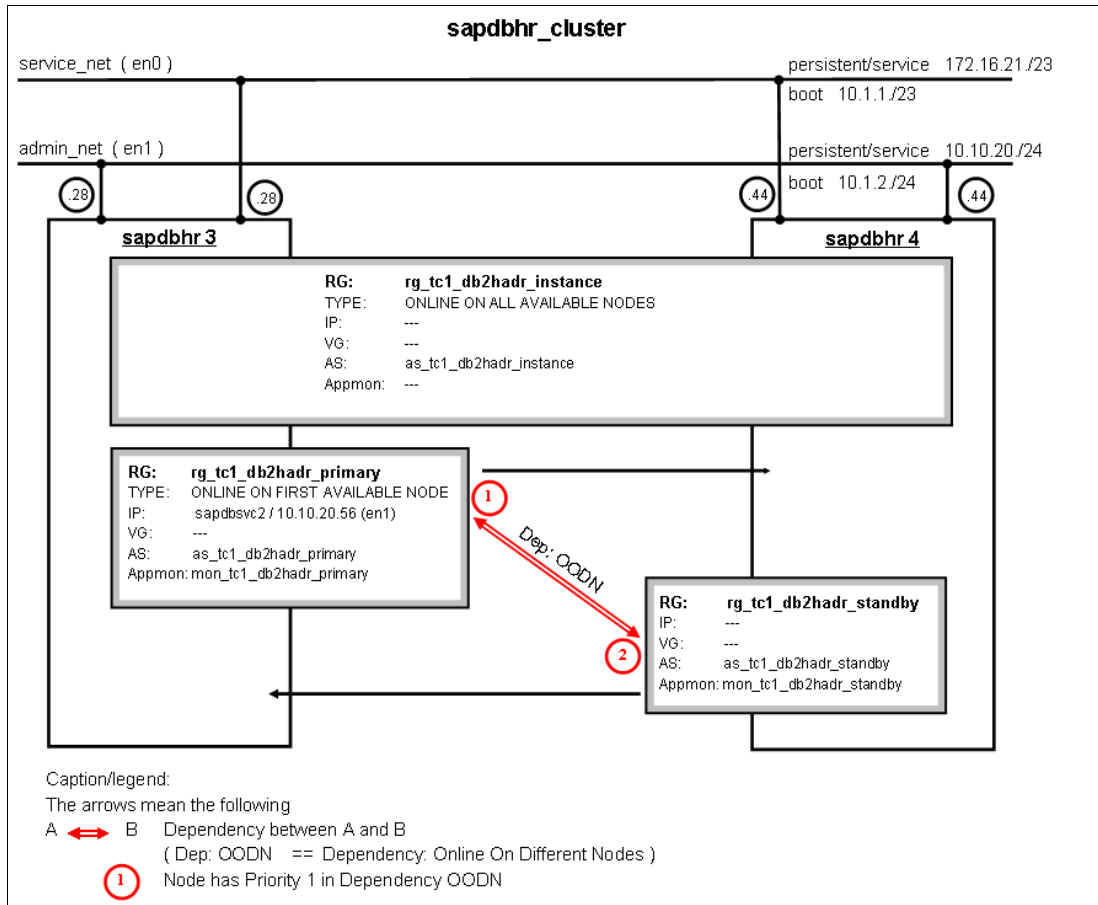 sapdbhr_cluster
service_net ( en0 )
persistent/service 172.16.21./23
boot 10.1.1./23
admin_net ( en1 )
persistent/service 10.10.20./24
boot 10.1.2./24
.28
.28
.44
.44
sapdbhr 3
sapdbhr 4
RG: rg_tc1_db2hadr_instance
TYPE: ONLINE ON ALL AVAILABLE NODES
IP: ---
VG: ---
AS: as_tc1_db2hadr_instance
Appmon: ---
RG: rg_tc1_db2hadr_primary
TYPE: ONLINE ON FIRST AVAILABLE NODE
IP: sapdbsvc2 / 10.10.20.56 (en1)
VG: ---
AS: as_tc1_db2hadr_primary
Appmon: mon_tc1_db2hadr_primary
1
Dep: OODN
2
RG: rg_tc1_db2hadr_standby
IP: ---
VG: ---
AS: as_tc1_db2hadr_standby
Appmon: mon_tc1_db2hadr_standby
Caption/legend:
The arrows mean the following
A B Dependency between A and B
( Dep: OODN == Dependency: Online On Different Nodes )
1 Node has Priority 1 in Dependency OODN